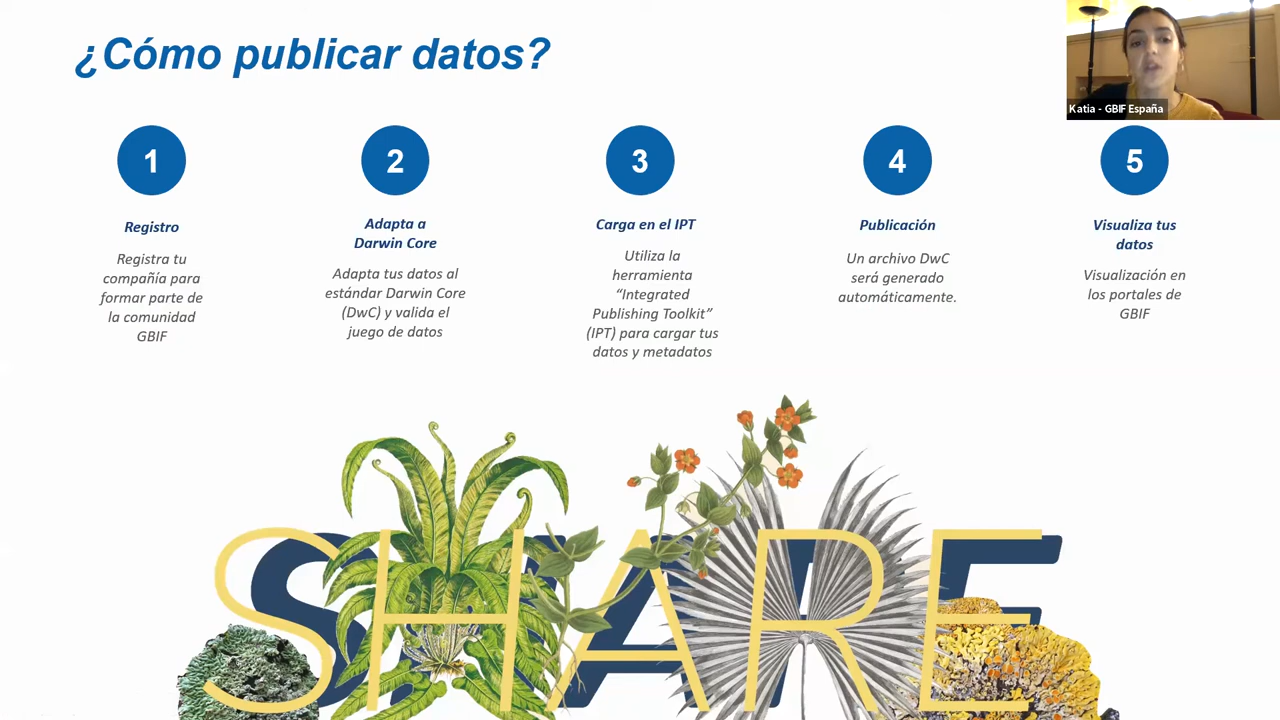 ¿Cómo publicar datos?
Katia - GBIF España
1
Registro
Registra tu
compañía para
formar parte de
la comunidad
GBIF
2
Adapta a
Darwin Core
Adapta tus datos al
estándar Darwin Core
(DwC) y valida el
juego de datos
3
Carga en el IPT
Utiliza la
herramienta
“Integrated
Publishing Toolkit”
(IPT) para cargar tus
datos y metadatos
4
Publicación
Un archivo DwC
será generado
automáticamente.
5
Visualiza tus
datos
Visualización en
los portales de
GBIF
SHARE